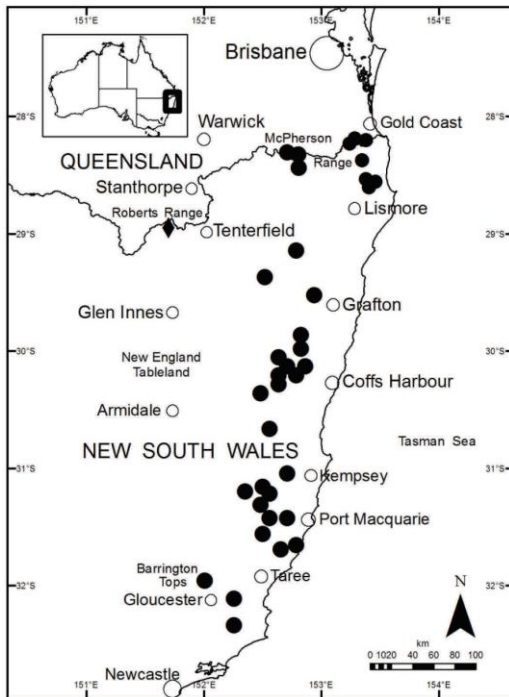 151°E 152°E 153°E 154°E
Brisbane
28°S 28°S
Gold Coast
Warwick
McPherson
QUEENSLAND
Range
Stanthorpe
Lismore
Roberts Range
29°S 29°S
Tenterfield
Glen Innes
Grafton
30°S 30°S
New England
Tableland
Coffs Harbour
Armidale
Tasman Sea
NEW SOUTH WALES
31°S 31°S
Kempsey
Port Macquarie
Barrington
Tops
Taree
32°S 32°S
Gloucester
N
km
0 1020 40 60 80 100
Newcastle
151°E 152°E 153°E 154°E